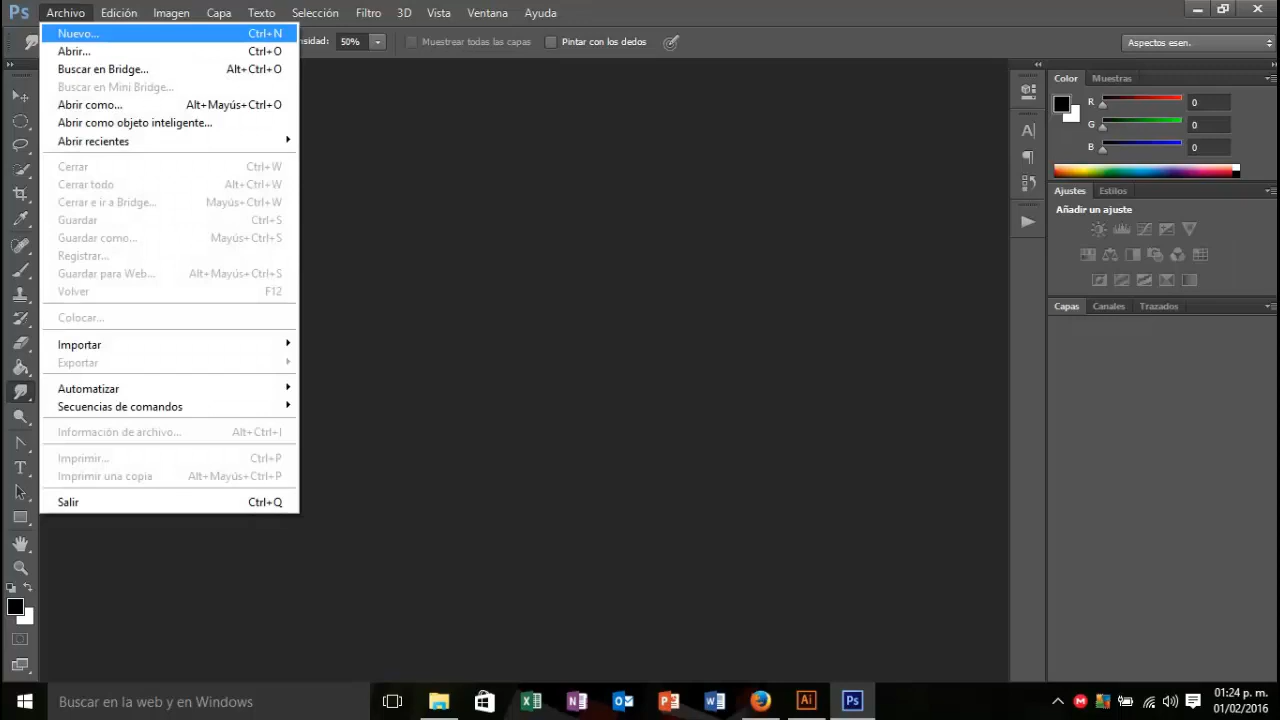 Ps Archivo Edición Imagen Capa Texto Selección Filtro 3D Vista Ventana Ayuda
50% Muestrear todas las capas Pintar con los dedos Aspectos esen.
Nuevo... Ctrl+N
Abrir... Ctrl+O
Buscar en Bridge... Alt+Ctrl+O
Buscar en Mini Bridge...
Abrir como... Alt+Mayús+Ctrl+O
Abrir como objeto inteligente...
Abrir recientes
Cerrar Ctrl+W
Cerrar todo Alt+Ctrl+W
Cerrar e ir a Bridge... Mayús+Ctrl+W
Guardar Ctrl+S
Guardar como... Mayús+Ctrl+S
Registrar...
Guardar para Web... Alt+Mayús+Ctrl+S
Volver F12
Colocar...
Importar
Exportar
Automatizar
Secuencias de comandos
Información de archivo... Alt+Ctrl+I
Imprimir... Ctrl+P
Imprimir una copia Alt+Mayús+Ctrl+P
Salir Ctrl+Q
Color Muestras
R 0
G 0
B 0
Ajustes Estilos
Añadir un ajuste
Capas Canales Trazados
Buscar en la web y en Windows
Ai
Ps
01:24 p. m.
01/02/2016